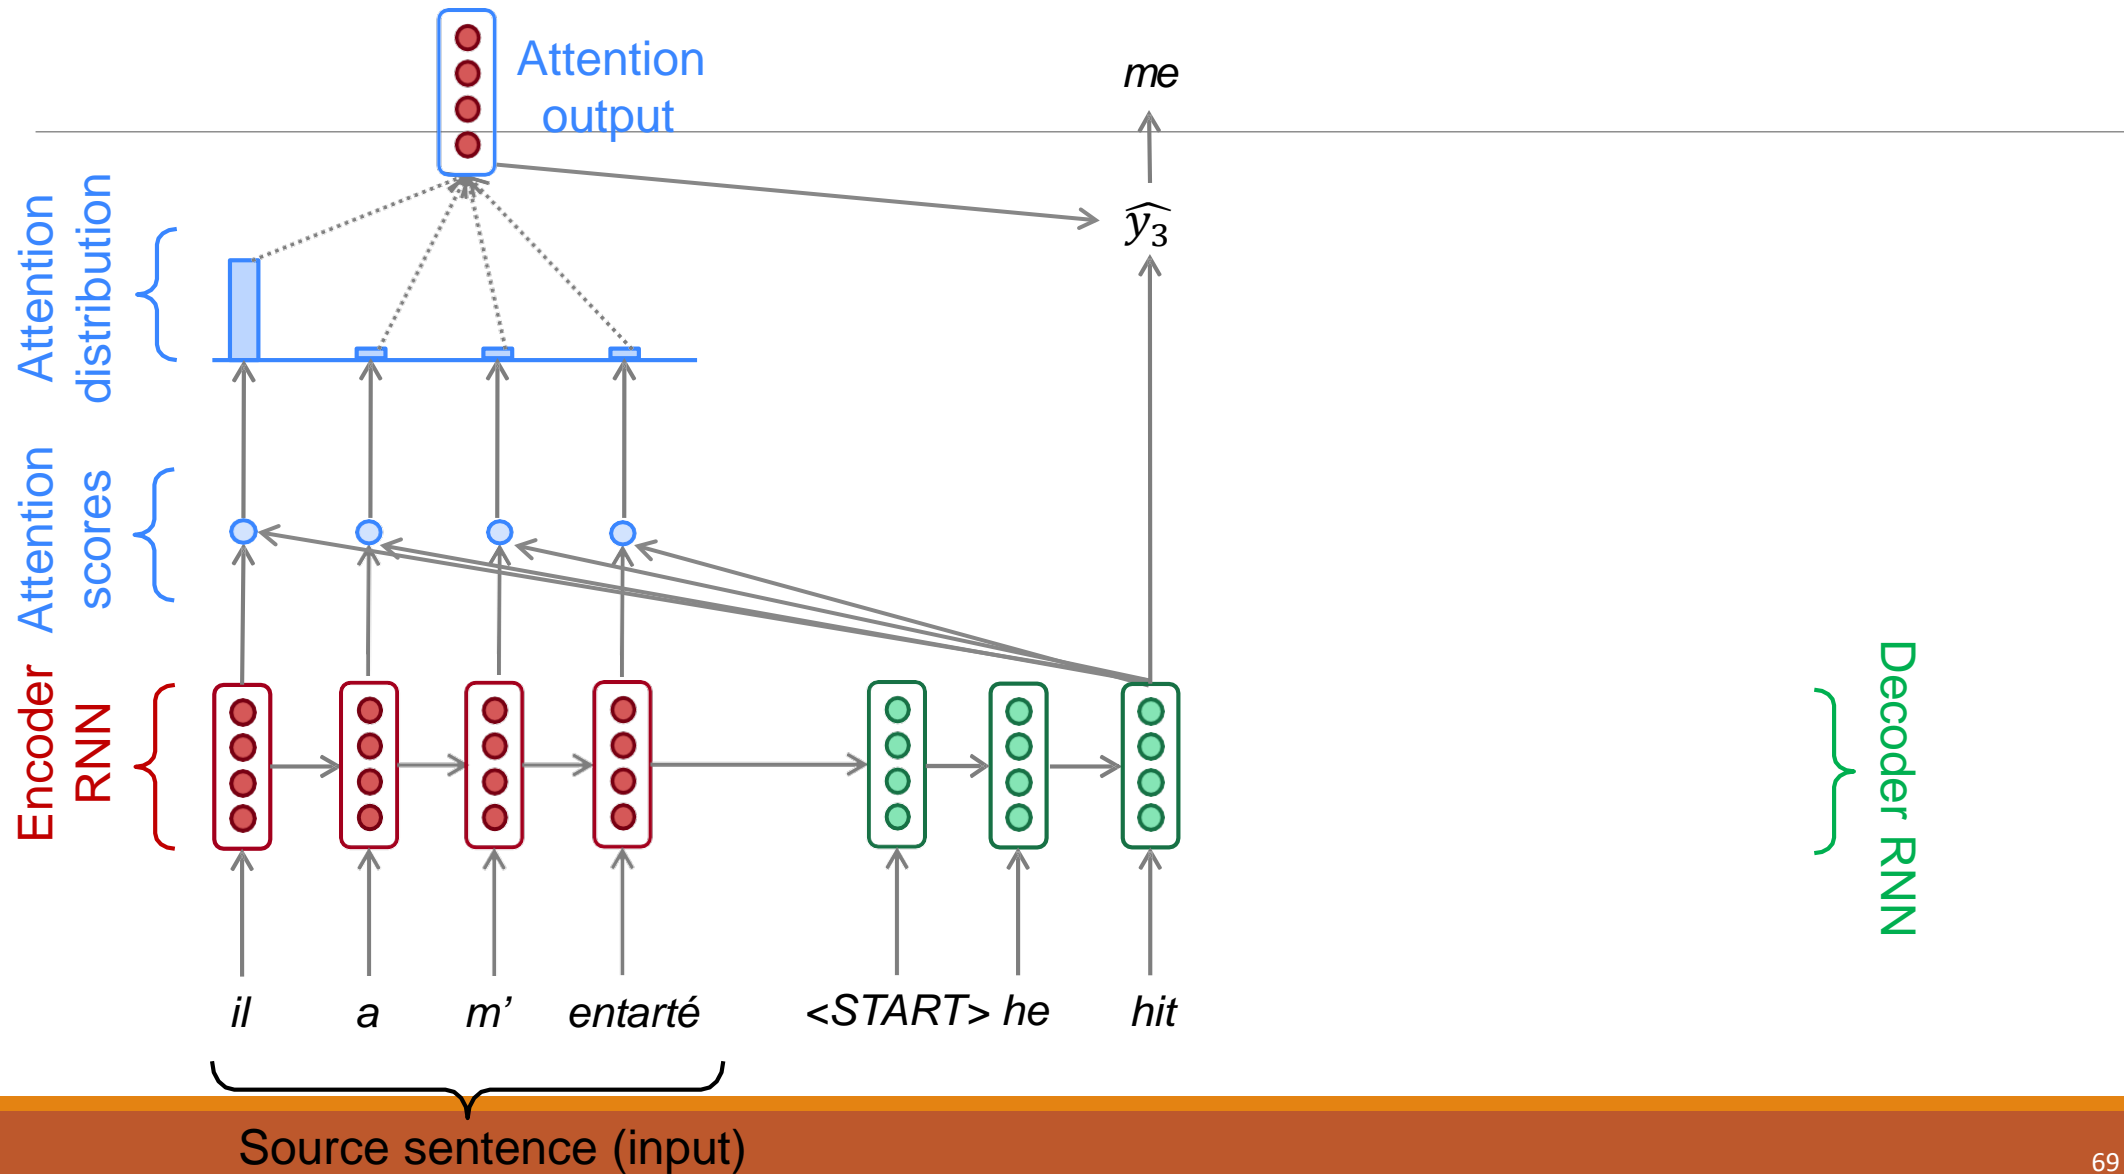 Attention
output
me
ŷ₃
Attention
distribution
Attention
scores
Encoder
RNN
Decoder RNN
il a m’ entarté <START> he hit
Source sentence (input)
69